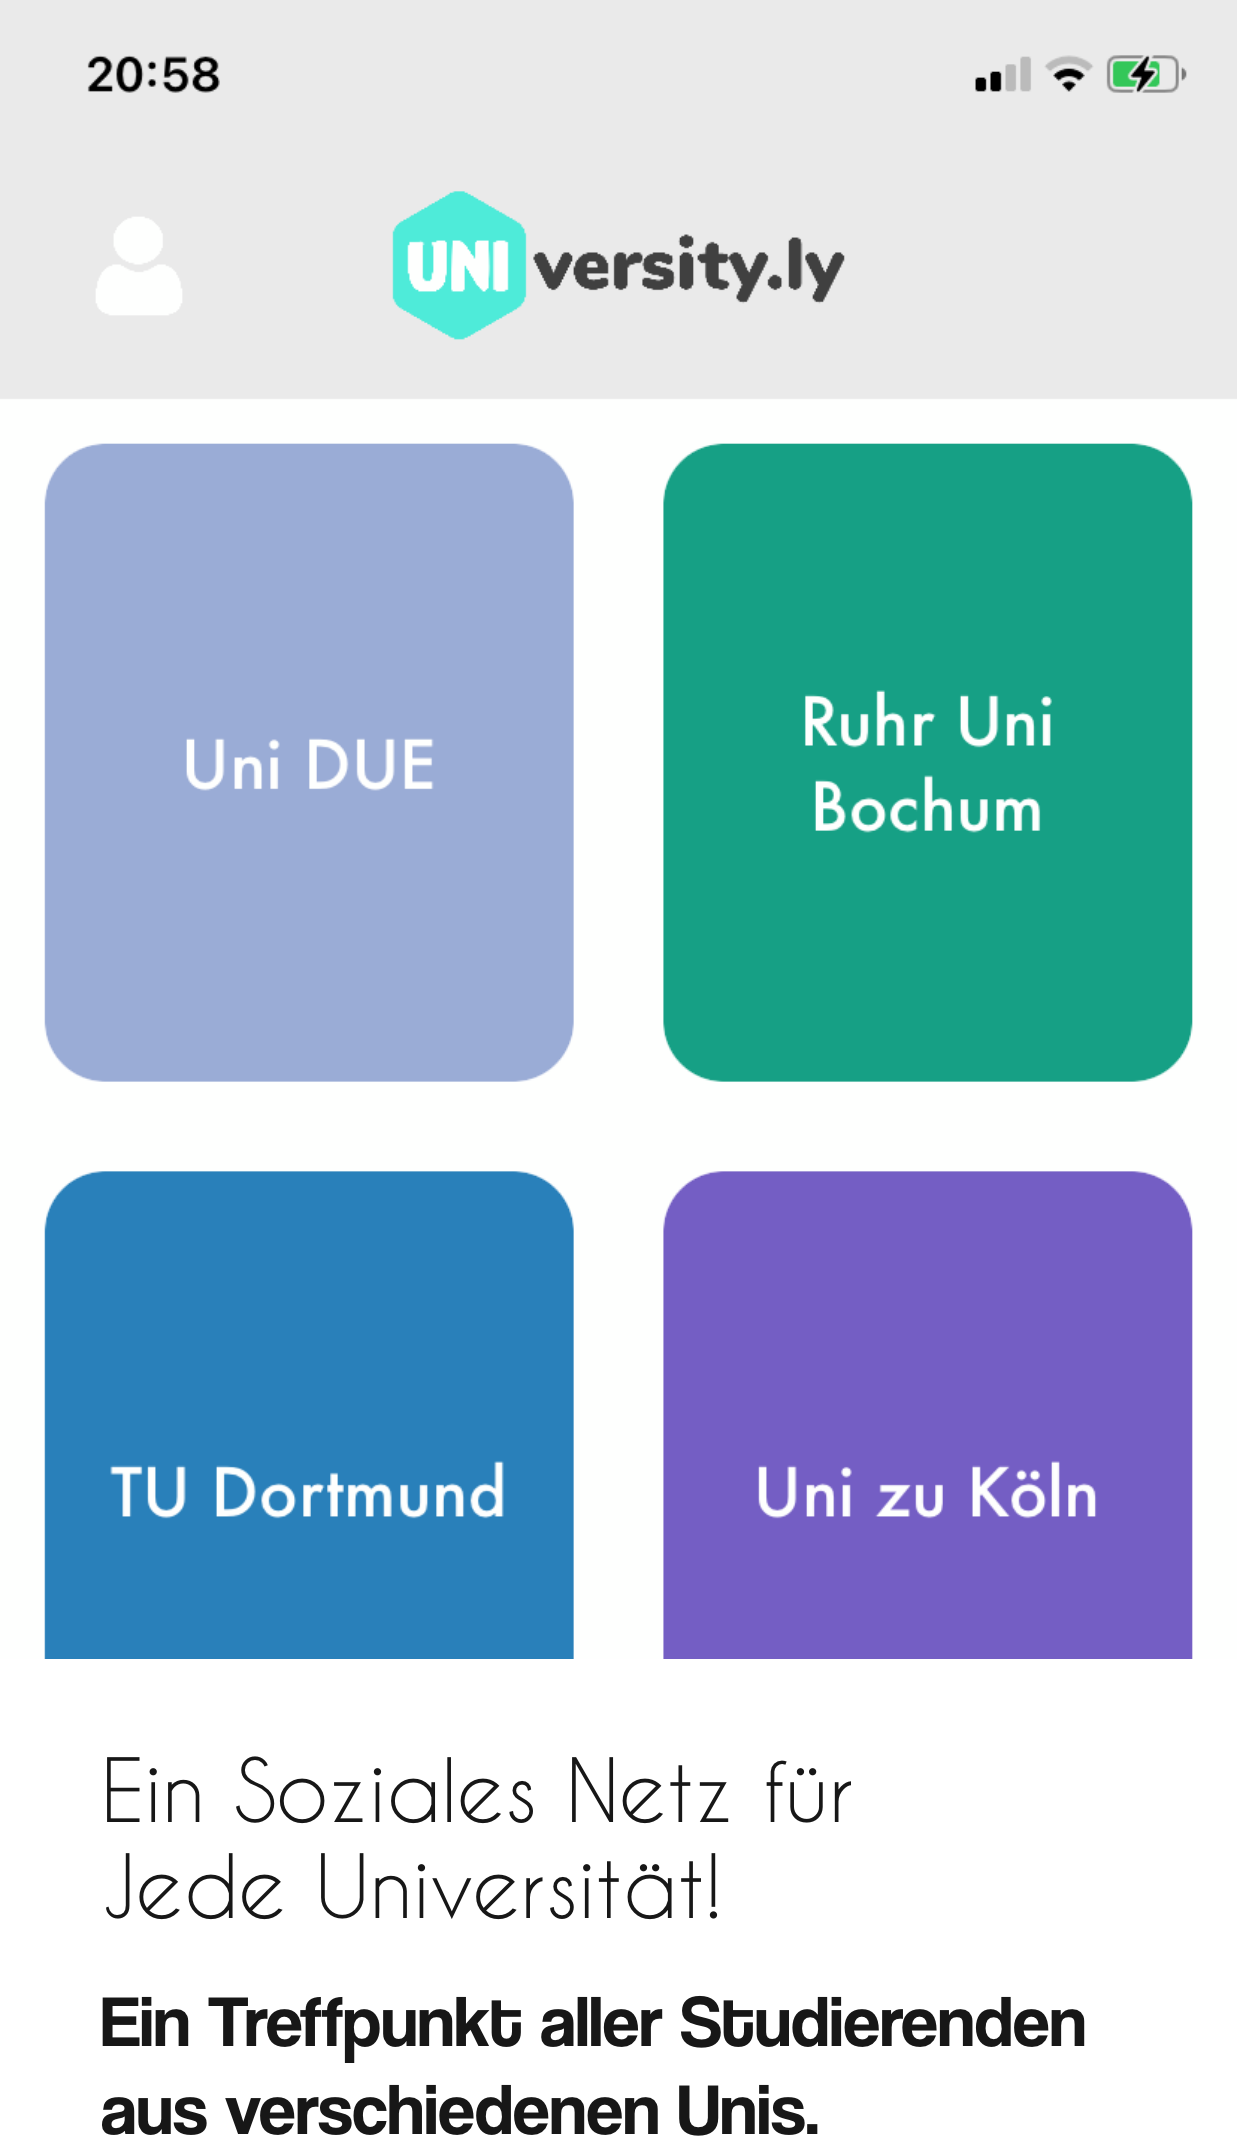 20:58
UNIversity.ly
Uni DUE
Ruhr Uni
Bochum
TU Dortmund
Uni zu Köln
Ein Soziales Netz für
Jede Universität!
Ein Treffpunkt aller Studierenden
aus verschiedenen Unis.